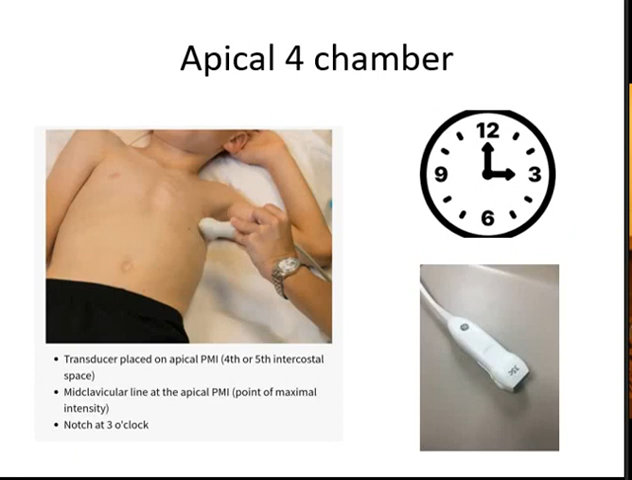 Apical 4 chamber
12
9
3
6
• Transducer placed on apical PMI (4th or 5th intercostal
space)
• Midclavicular line at the apical PMI (point of maximal
intensity)
• Notch at 3 o'clock